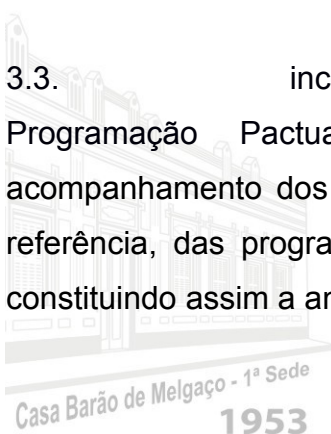 3.3. inc
Programação Pactua
acompanhamento dos
referência, das progra
constituindo assim a ar
Casa Barão de Melgaço - 1ª Sede
1953